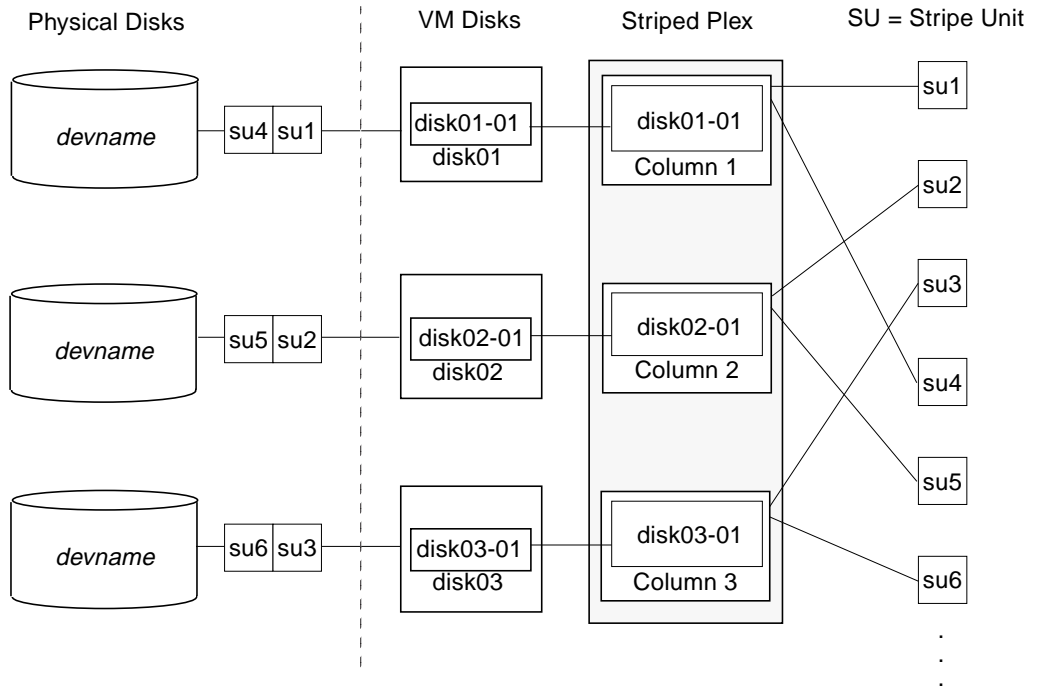 Physical Disks
VM Disks
Striped Plex
SU = Stripe Unit
devname
su4 su1
disk01-01
disk01
disk01-01
Column 1
su1
su2
devname
su5 su2
disk02-01
disk02
disk02-01
Column 2
su3
su4
devname
su6 su3
disk03-01
disk03
disk03-01
Column 3
su5
su6
.
.
.